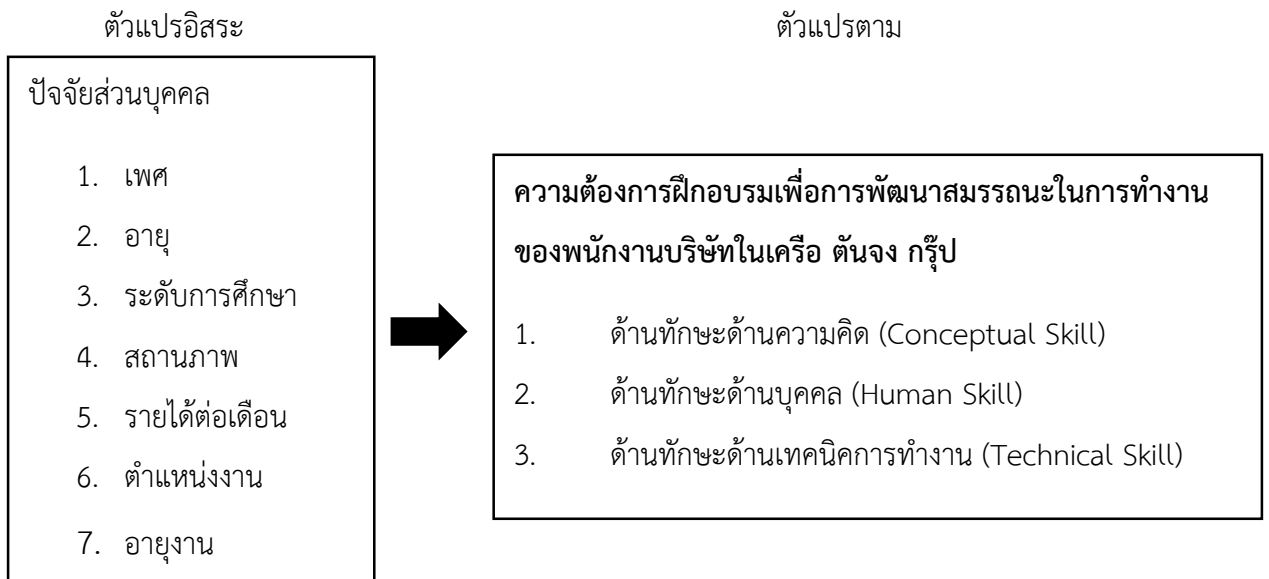 ตัวแปรอิสระ
ตัวแปรตาม
ปัจจัยส่วนบุคคล
1. เพศ
2. อายุ
3. ระดับการศึกษา
4. สถานภาพ
5. รายได้ต่อเดือน
6. ตำแหน่งงาน
7. อายุงาน
ความต้องการฝึกอบรมเพื่อการพัฒนาสมรรถนะในการทำงาน
ของพนักงานบริษัทในเครือ ตันจง กรุ๊ป
1. ด้านทักษะด้านความคิด (Conceptual Skill)
2. ด้านทักษะด้านบุคคล (Human Skill)
3. ด้านทักษะด้านเทคนิคการทำงาน (Technical Skill)